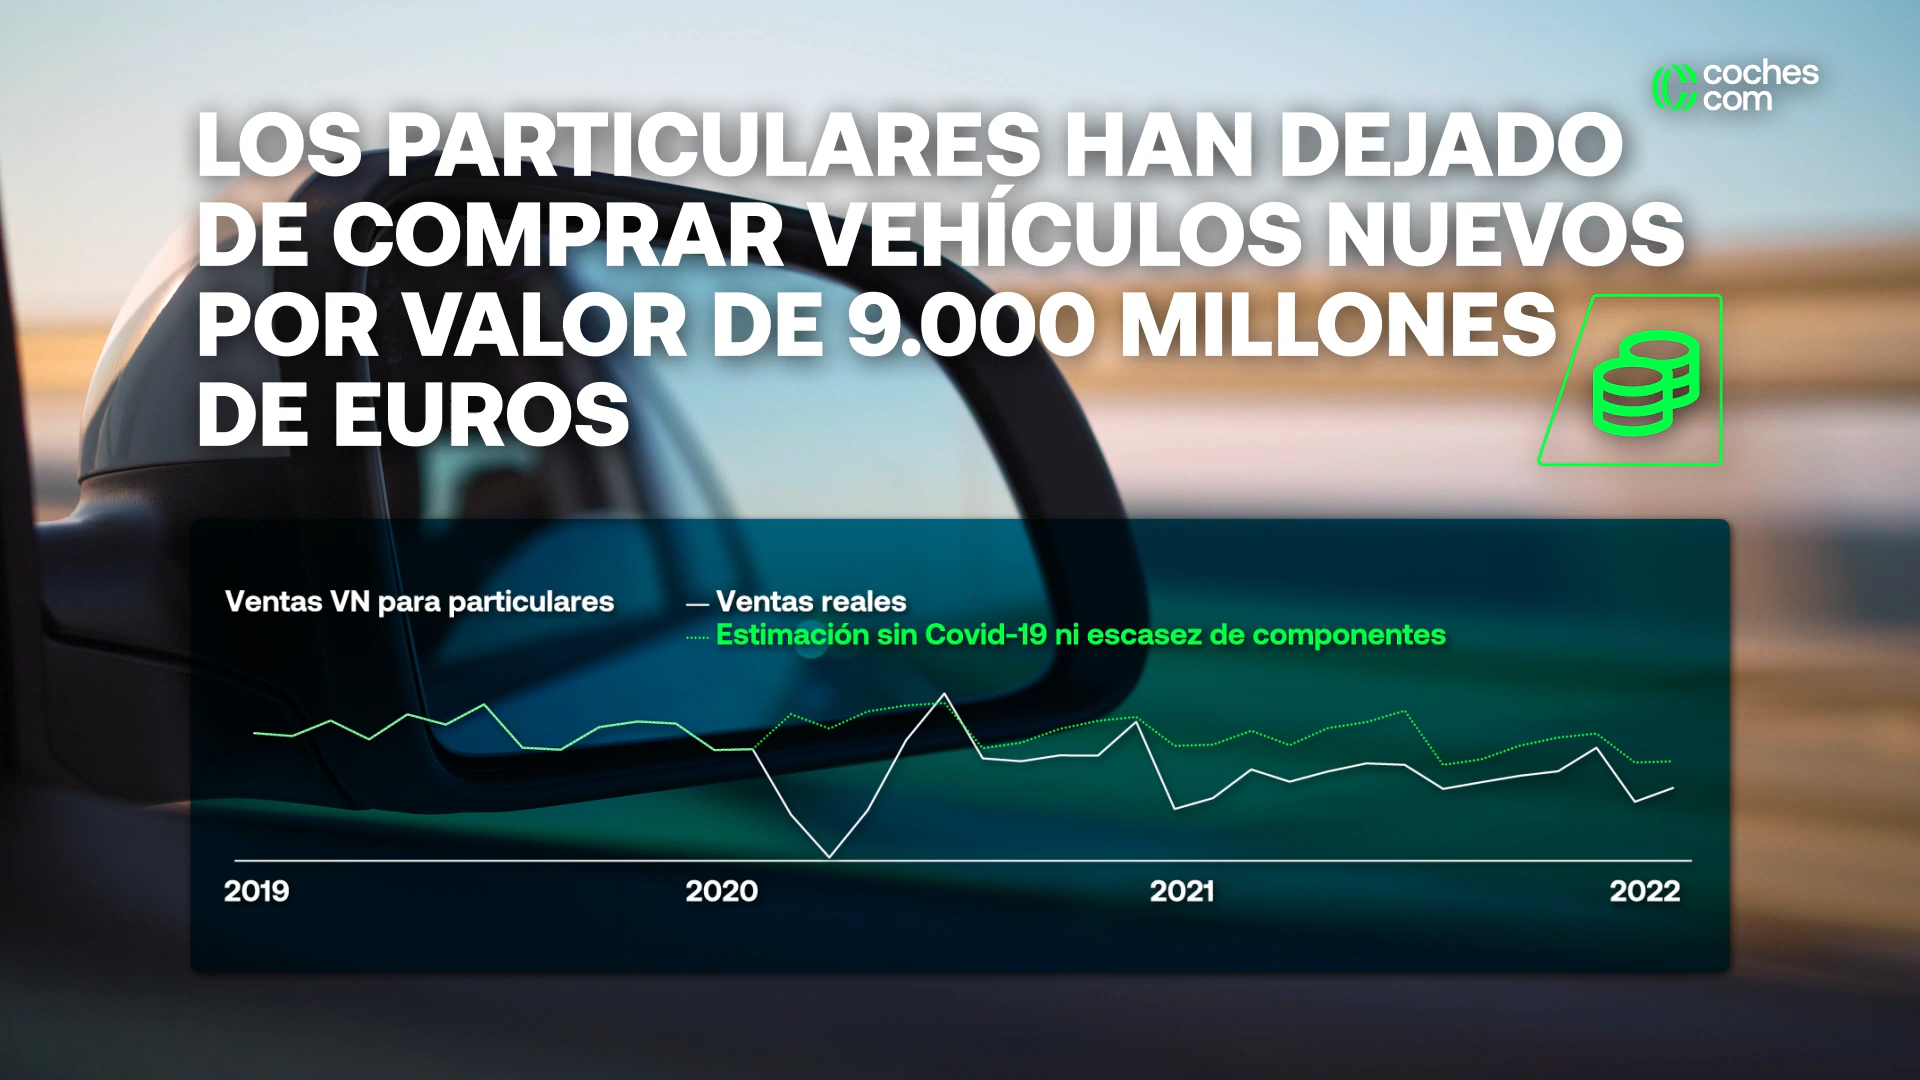 coches
com
LOS PARTICULARES HAN DEJADO
DE COMPRAR VEHÍCULOS NUEVOS
POR VALOR DE 9.000 MILLONES
DE EUROS
Ventas VN para particulares
Ventas reales
Estimación sin Covid-19 ni escasez de componentes
2019 2020 2021 2022